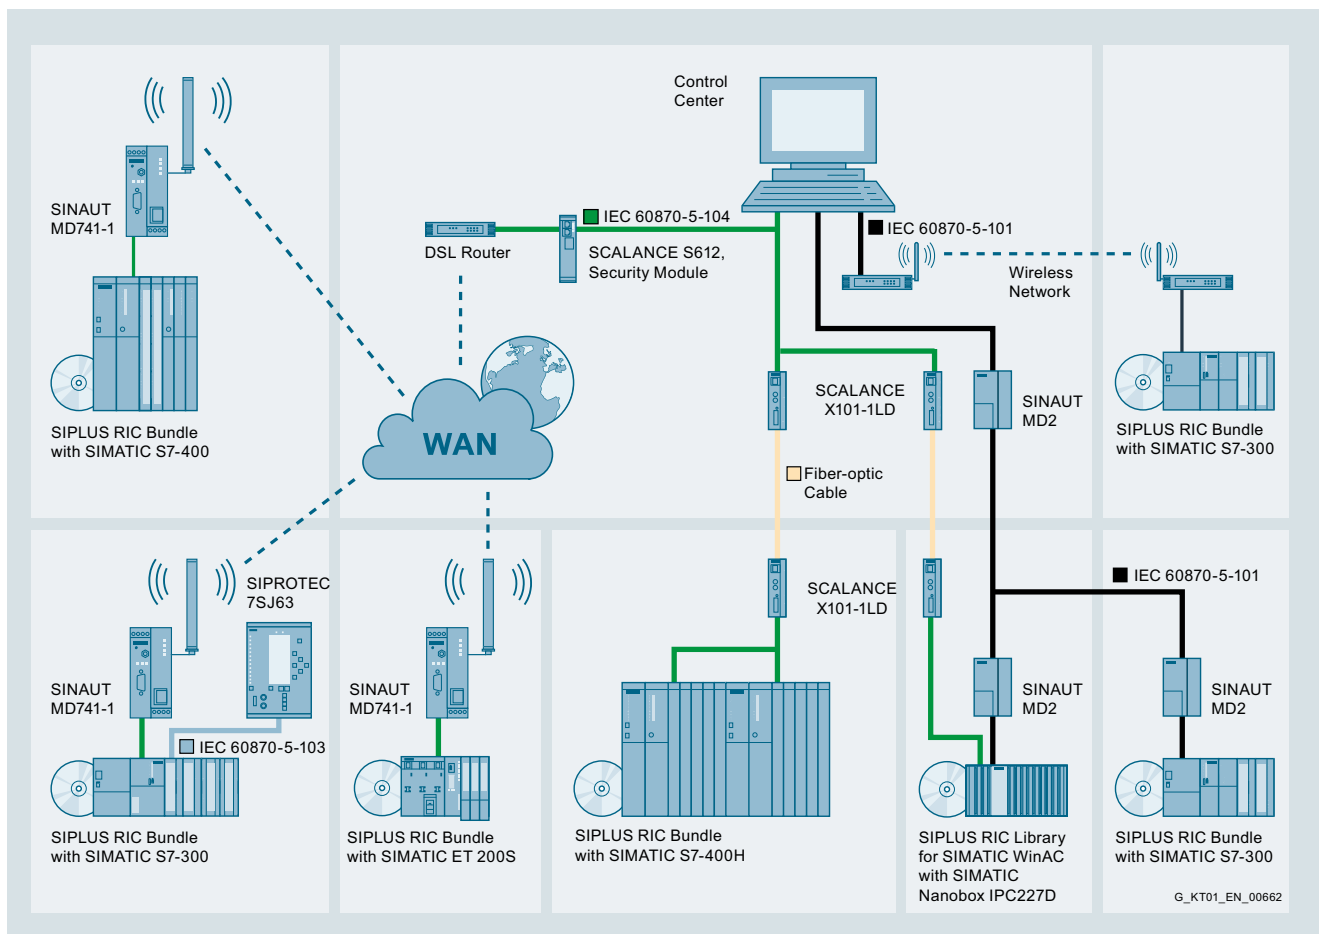 Control
Center
SINAUT
MD741-1
IEC 60870-5-104
IEC 60870-5-101
DSL Router
SCALANCE S612,
Security Module
Wireless
Network
SCALANCE
X101-1LD
SINAUT
MD2
SIPLUS RIC Bundle
with SIMATIC S7-400
SIPLUS RIC Bundle
with SIMATIC S7-300
WAN
Fiber-optic
Cable
SIPROTEC
7SJ63
SCALANCE
X101-1LD
IEC 60870-5-101
SINAUT
MD741-1
SINAUT
MD741-1
SINAUT
MD2
SINAUT
MD2
IEC 60870-5-103
SIPLUS RIC Bundle
with SIMATIC S7-300
SIPLUS RIC Bundle
with SIMATIC ET 200S
SIPLUS RIC Bundle
with SIMATIC S7-400H
SIPLUS RIC Library
for SIMATIC WinAC
with SIMATIC
Nanobox IPC227D
SIPLUS RIC Bundle
with SIMATIC S7-300
G_KT01_EN_00662